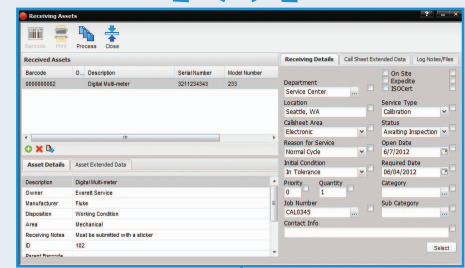 Receiving Assets
Barcode Print Process Close
Received Assets
Barcode D... Description Serial Number Model Number
0000000002 Digital Multi-meter 3211234343 233
Asset Details Asset Extended Data
Description Digital Multi-meter
Owner Everett Service
Manufacturer Fluke
Disposition Working Condition
Area Mechanical
Receiving Notes Must be submitted with a sticker
ID 102
Parent Barcode
Receiving Details Call Sheet Extended Data Log Notes/Files
On Site
Department Expedite
Service Center ... ISOCert
Location Service Type
Seattle, WA Calibration
Callsheet Area Status
Electronic Awaiting Inspection
Reason for Service Open Date
Normal Cycle 6/7/2012
Initial Condition Required Date
In Tolerance 06/04/2012
Priority Quantity Category
0 1 ...
Job Number Sub Category
CAL0345 ... ...
Contact Info
Select